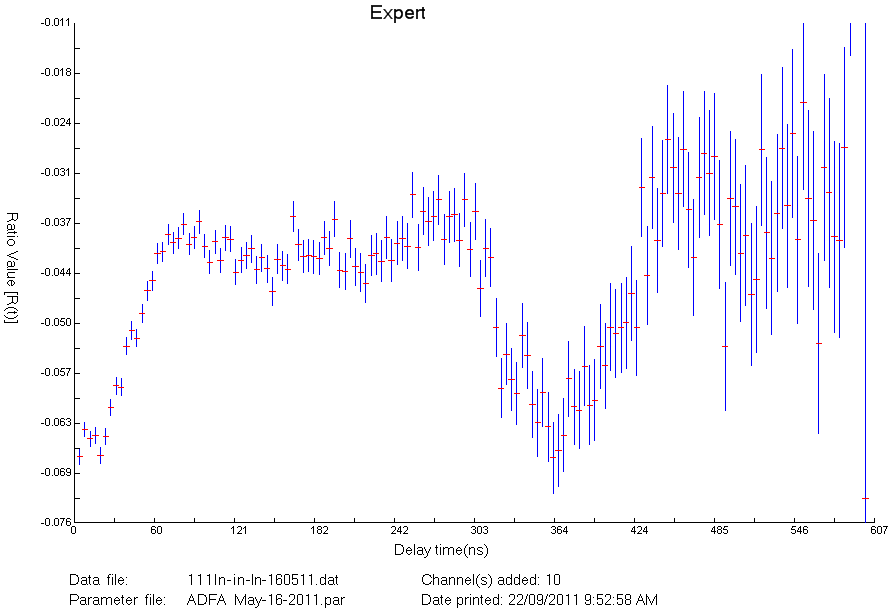 Expert
-0.011
-0.018
-0.024
-0.031
-0.037
-0.044
-0.050
-0.057
-0.063
-0.069
-0.076
Ratio Value [R(t)]
0 60 121 182 242 303 364 424 485 546 607
Delay time(ns)
Data file: 111In-in-In-160511.dat Channel(s) added: 10
Parameter file: ADFA May-16-2011.par Date printed: 22/09/2011 9:52:58 AM